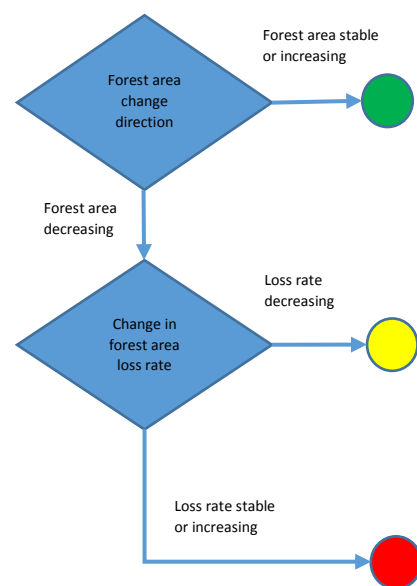 Forest area stable
or increasing
Forest area
change
direction
Forest area
decreasing
Loss rate
decreasing
Change in
forest area
loss rate
Loss rate stable
or increasing